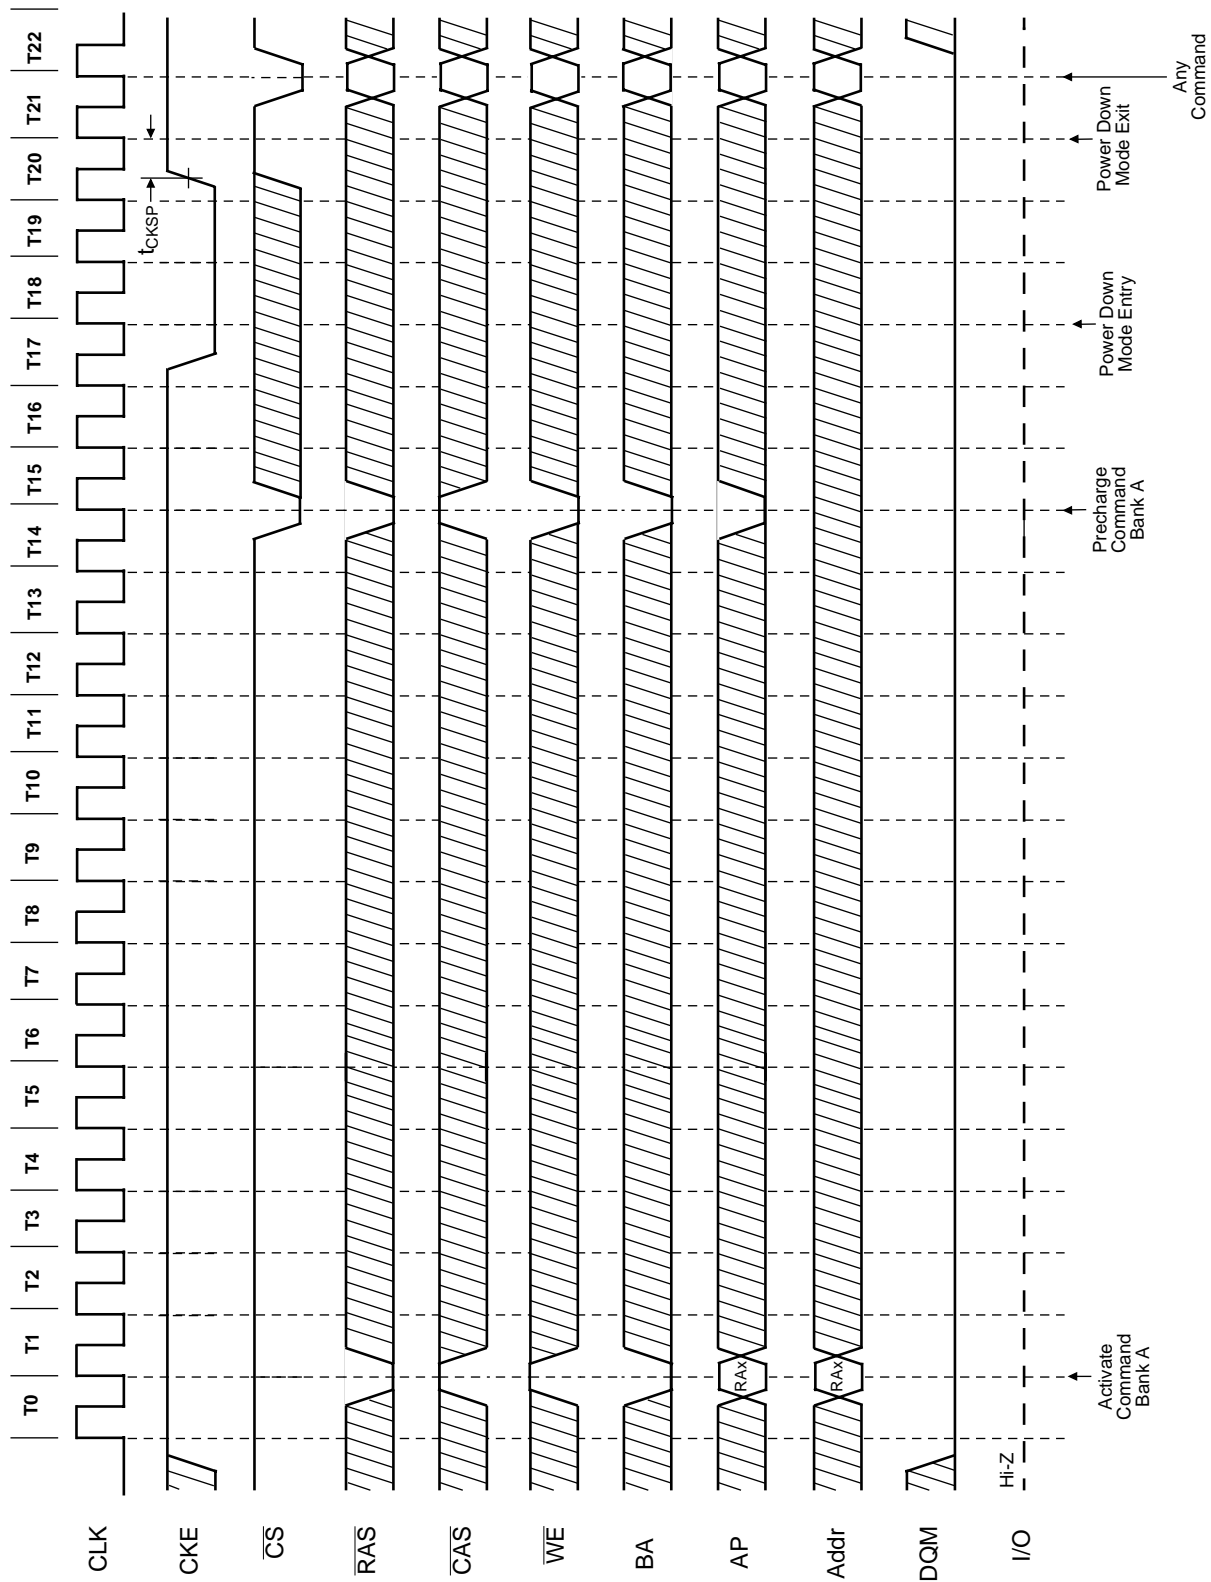 T0 T1 T2 T3 T4 T5 T6 T7 T8 T9 T10 T11 T12 T13 T14 T15 T16 T17 T18 T19 T20 T21 T22
CLK
tCKSP
CKE
CS
RAS
CAS
WE
BA
RAx
AP
RAx
Addr
DQM
Hi-Z
I/O
Activate
Command
Bank A
Precharge
Command
Bank A
Power Down
Mode Entry
Power Down
Mode Exit
Any
Command